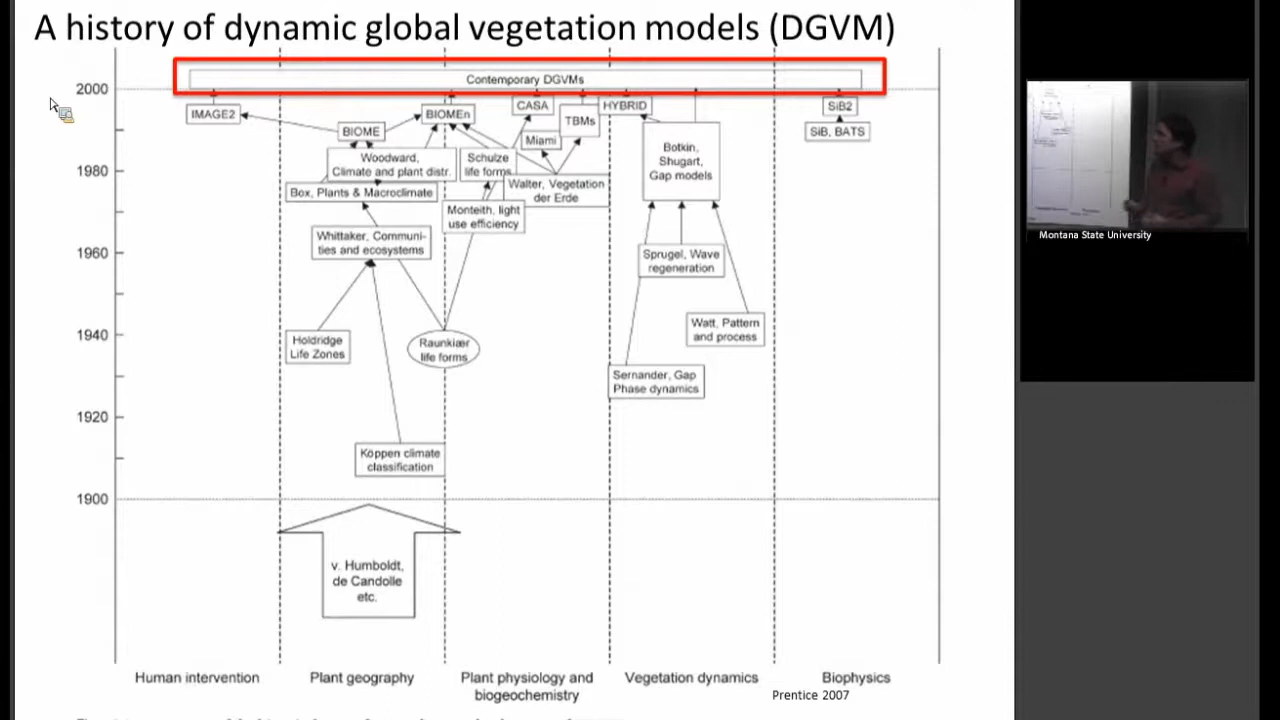 A history of dynamic global vegetation models (DGVM)
Contemporary DGVMs
2000
IMAGE2
BIOMEn
CASA
HYBRID
SiB2
BIOME
TBMs
SiB, BATS
Miami
Woodward,
Climate and plant distr.
Schulze
life forms
Botkin,
Shugart,
Gap models
1980
Box, Plants & Macroclimate
Walter, Vegetation
der Erde
Monteith, light
use efficiency
Whittaker, Communi-
ties and ecosystems
1960
Sprugel, Wave
regeneration
1940
Holdridge
Life Zones
Raunkiær
life forms
Watt, Pattern
and process
Sernander, Gap
Phase dynamics
1920
Köppen climate
classification
1900
v. Humboldt,
de Candolle
etc.
Human intervention
Plant geography
Plant physiology and
biogeochemistry
Vegetation dynamics
Biophysics
Prentice 2007
Montana State University